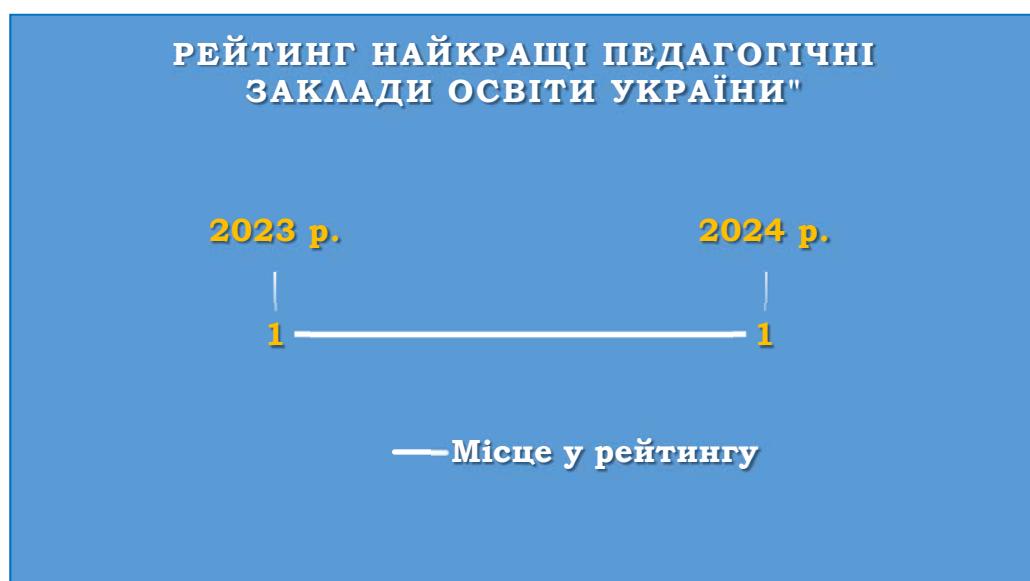 РЕЙТИНГ НАЙКРАЩІ ПЕДАГОГІЧНІ
ЗАКЛАДИ ОСВІТИ УКРАЇНИ"
2023 р. 2024 р.
1 1
Місце у рейтингу